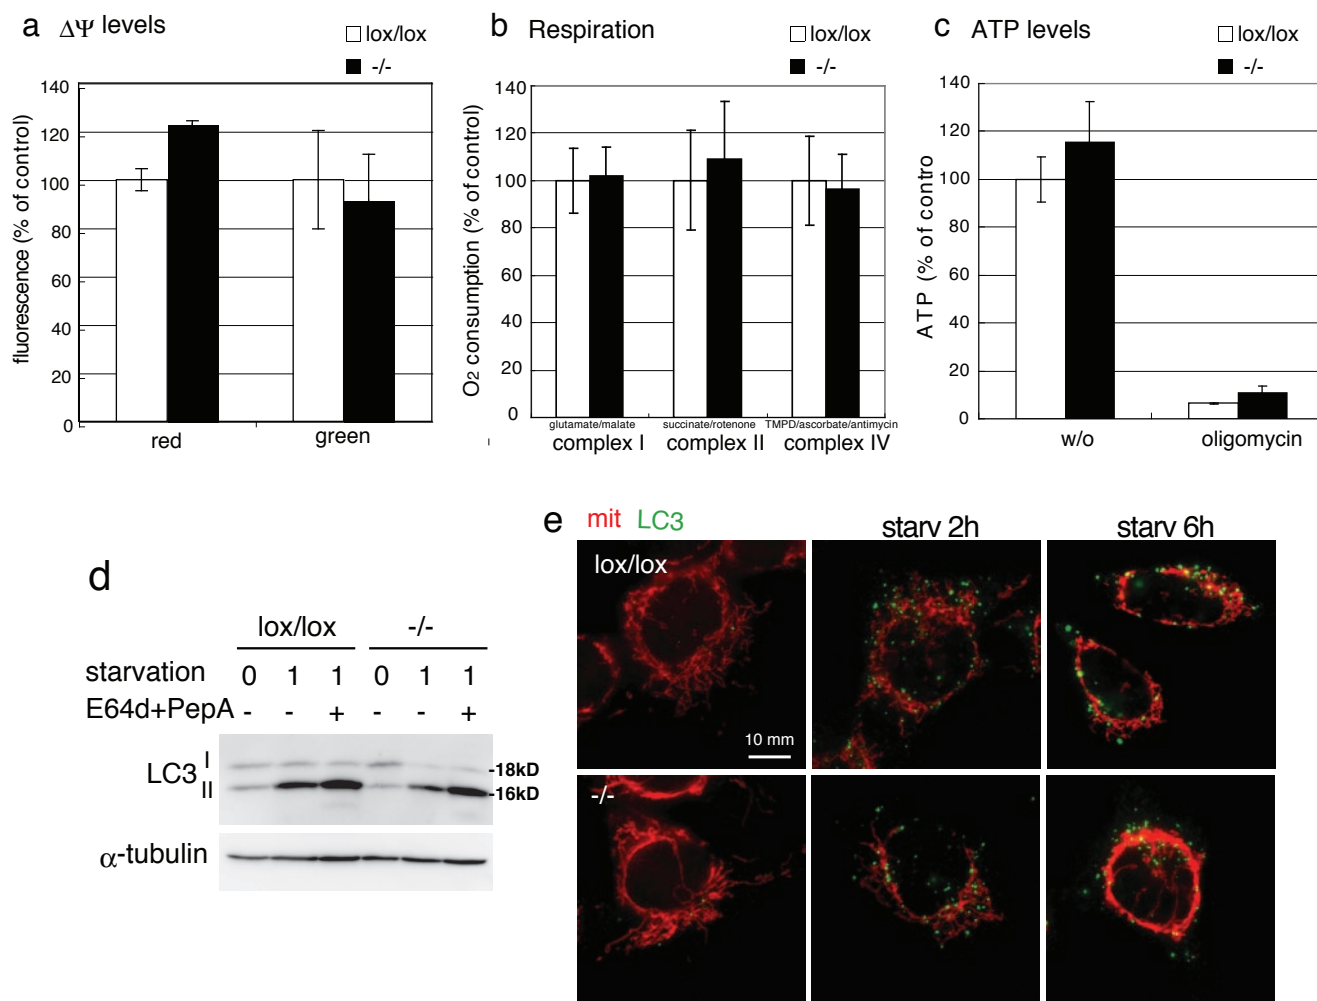 a ΔΨ levels
lox/lox
-/-
fluorescence (% of control)
140
120
100
80
60
40
20
0
red green
b Respiration
lox/lox
-/-
O2 consumption (% of control)
140
120
100
80
60
40
20
0
glutamate/malate succinate/rotenone TMPD/ascorbate/antimycin
complex I complex II complex IV
c ATP levels
lox/lox
-/-
ATP (% of contro
140
120
100
80
60
40
20
0
w/o oligomycin
d
lox/lox -/-
starvation 0 1 1 0 1 1
E64d+PepA - - + - - +
LC3 I
II
-18kD
-16kD
α-tubulin
e mit LC3
starv 2h starv 6h
lox/lox
10 mm
-/-